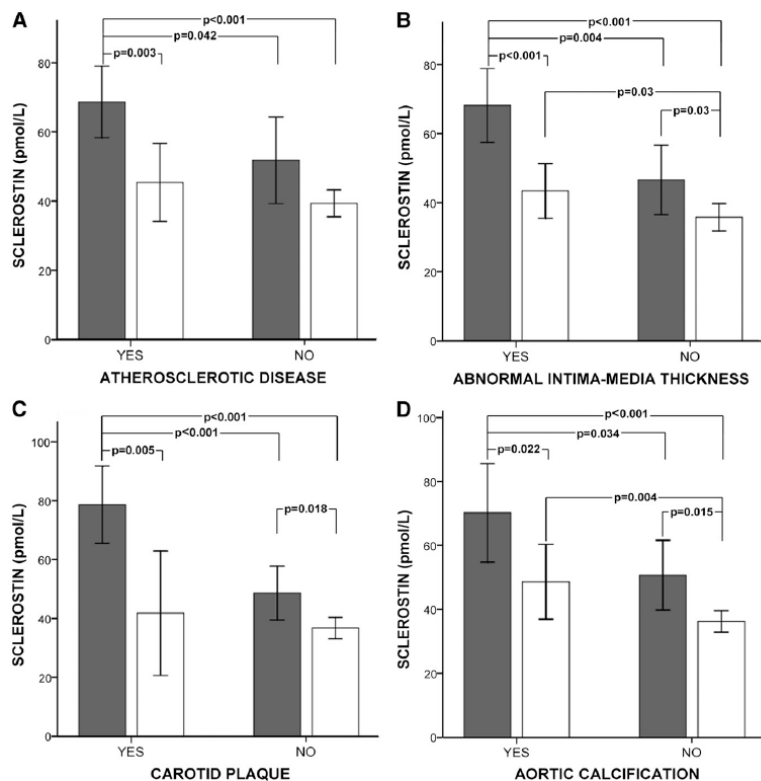 A
p<0.001
p=0.042
p=0.003
SCLEROSTIN (pmol/L)
80
60
40
20
0
YES
NO
ATHEROSCLEROTIC DISEASE
B
p<0.001
p=0.004
p<0.001
p=0.03
p=0.03
SCLEROSTIN (pmol/L)
80
60
40
20
0
YES
NO
ABNORMAL INTIMA-MEDIA THICKNESS
C
p<0.001
p<0.001
p=0.005
p=0.018
SCLEROSTIN (pmol/L)
100
80
60
40
20
0
YES
NO
CAROTID PLAQUE
D
p<0.001
p=0.034
p=0.022
p=0.004
p=0.015
SCLEROSTIN (pmol/L)
100
80
60
40
20
0
YES
NO
AORTIC CALCIFICATION